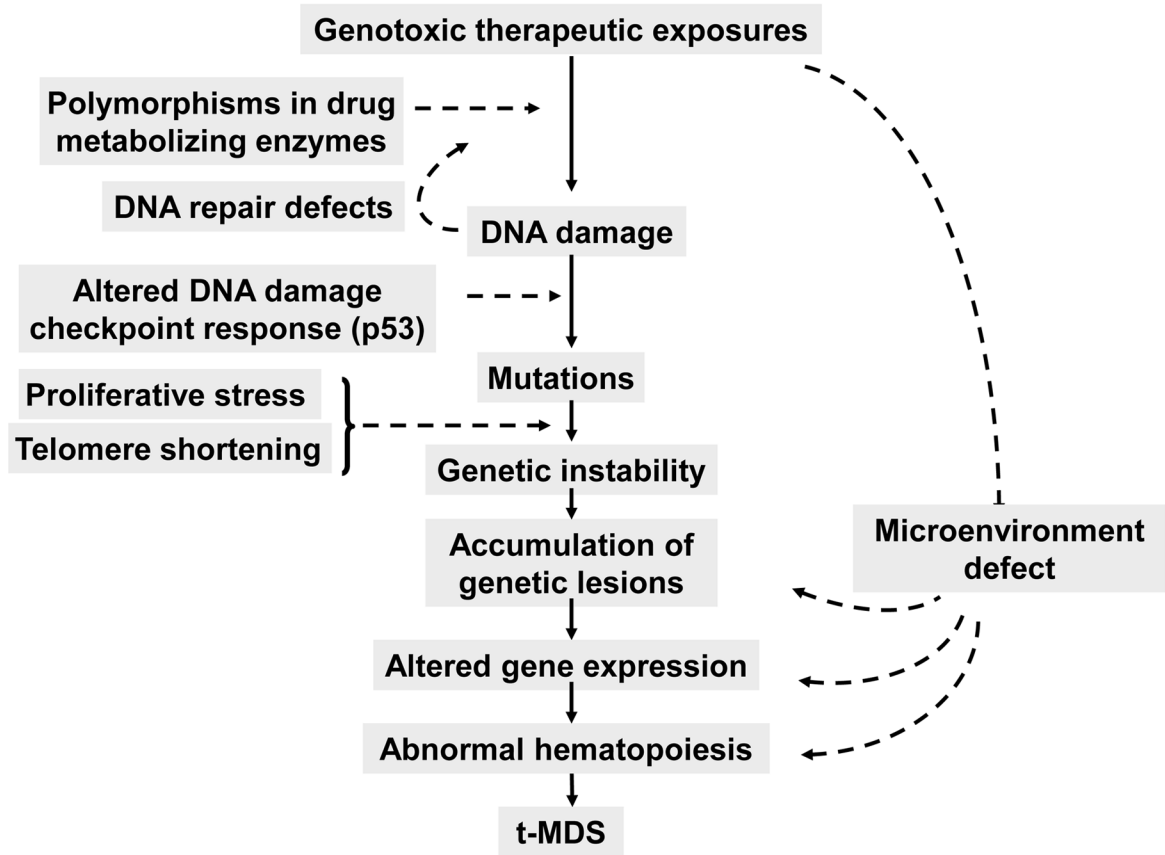 Genotoxic therapeutic exposures
Polymorphisms in drug
metabolizing enzymes
DNA repair defects
DNA damage
Altered DNA damage
checkpoint response (p53)
Mutations
Proliferative stress
Telomere shortening
Genetic instability
Accumulation of
genetic lesions
Microenvironment
defect
Altered gene expression
Abnormal hematopoiesis
t-MDS